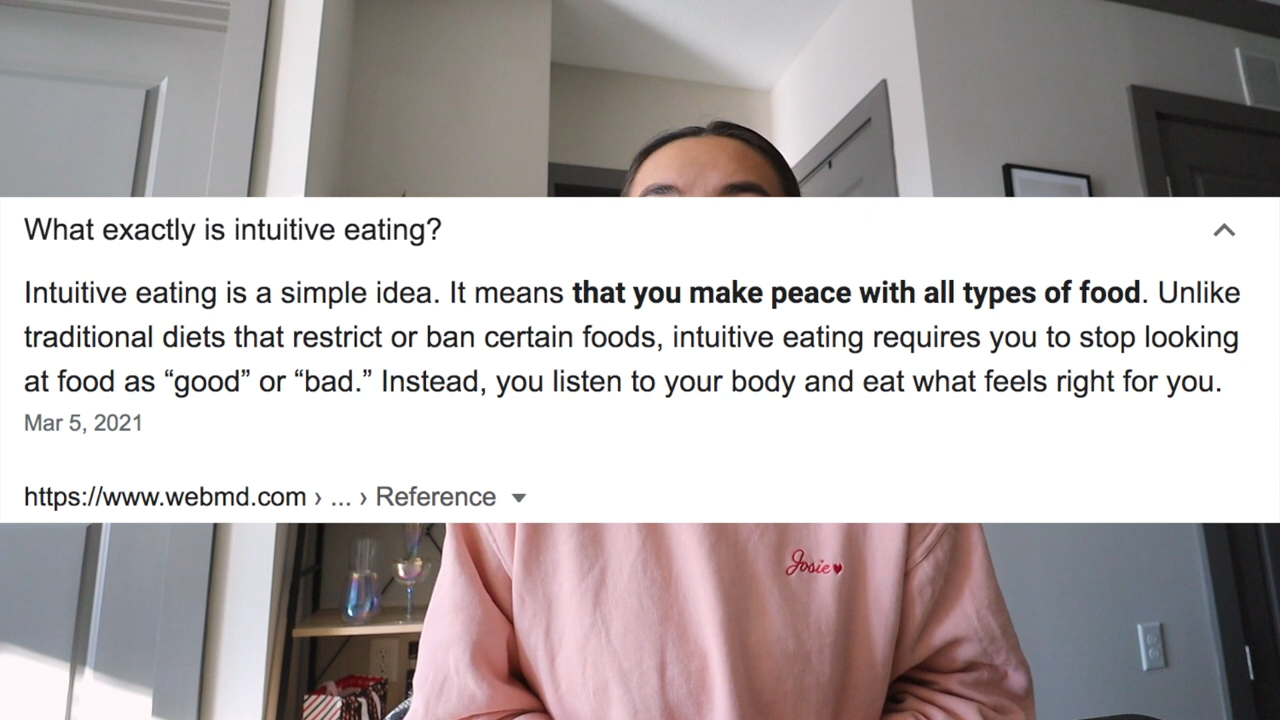 What exactly is intuitive eating?
Intuitive eating is a simple idea. It means that you make peace with all types of food. Unlike
traditional diets that restrict or ban certain foods, intuitive eating requires you to stop looking
at food as “good” or “bad.” Instead, you listen to your body and eat what feels right for you.
Mar 5, 2021
https://www.webmd.com › ... › Reference
Josie